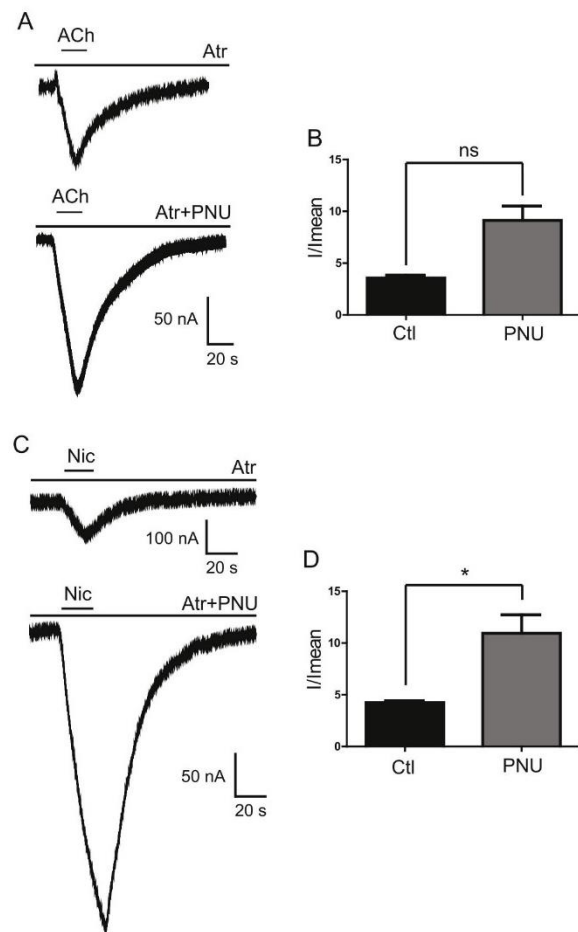 A
ACh
Atr
ACh
Atr+PNU
50 nA
20 s
B
ns
15
10
5
0
I/Imean
Ctl
PNU
C
Nic
Atr
100 nA
20 s
Nic
Atr+PNU
50 nA
20 s
D
*
15
10
5
0
I/Imean
Ctl
PNU